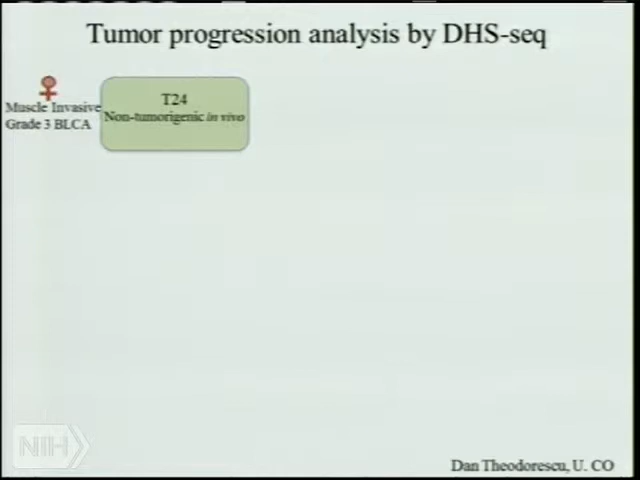 Tumor progression analysis by DHS-seq
Muscle Invasive
Grade 3 BLCA
T24
Non-tumorigenic in vivo
NIH
Dan Theodorescu, U. CO